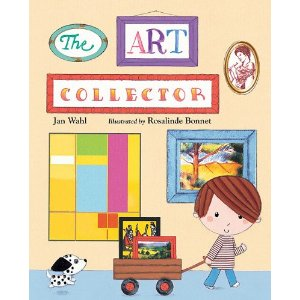 The
ART
COLLECTOR
Jan Wahl Illustrated by Rosalinde Bonnet